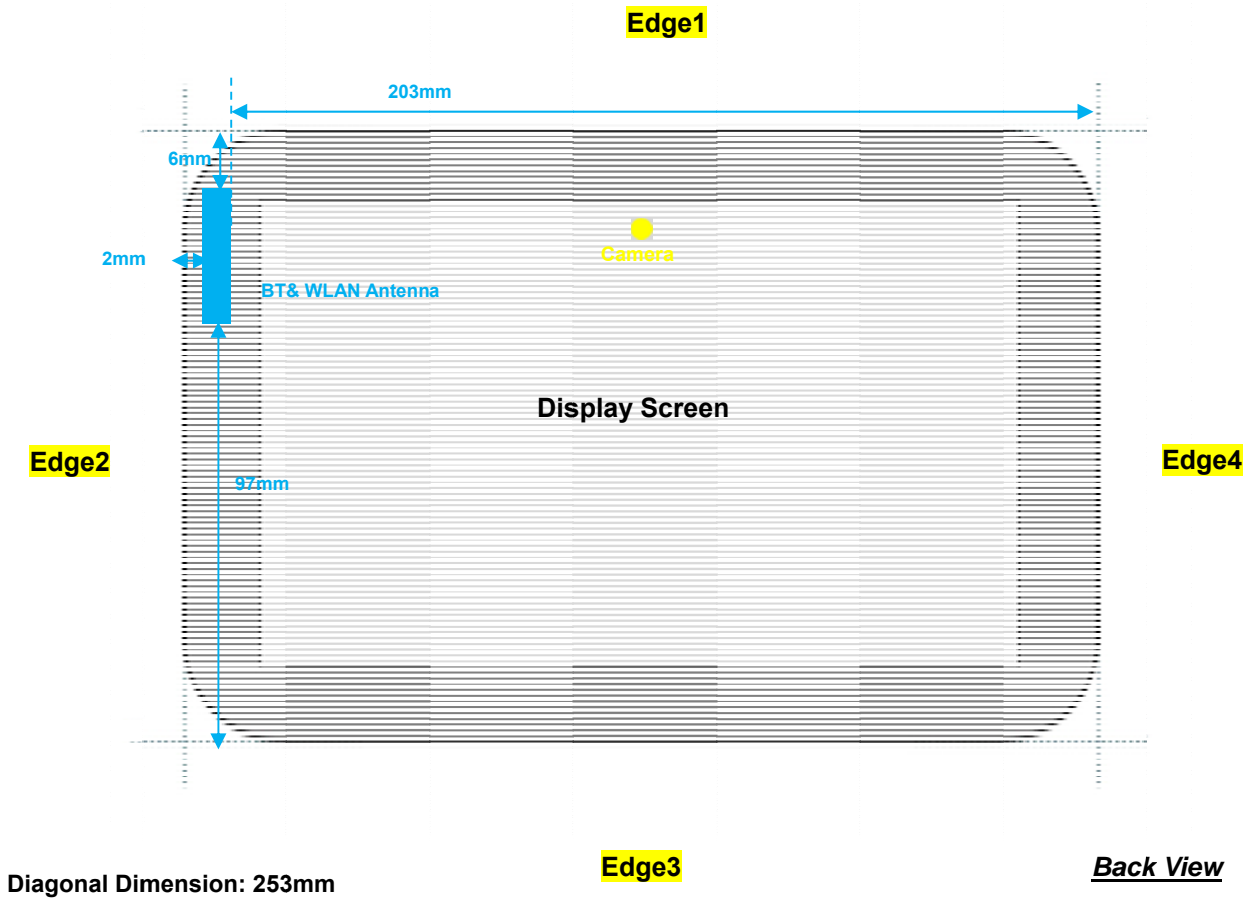 Edge1
203mm
6mm
Camera
2mm
BT& WLAN Antenna
Display Screen
Edge2
Edge4
97mm
Edge3
Back View
Diagonal Dimension: 253mm